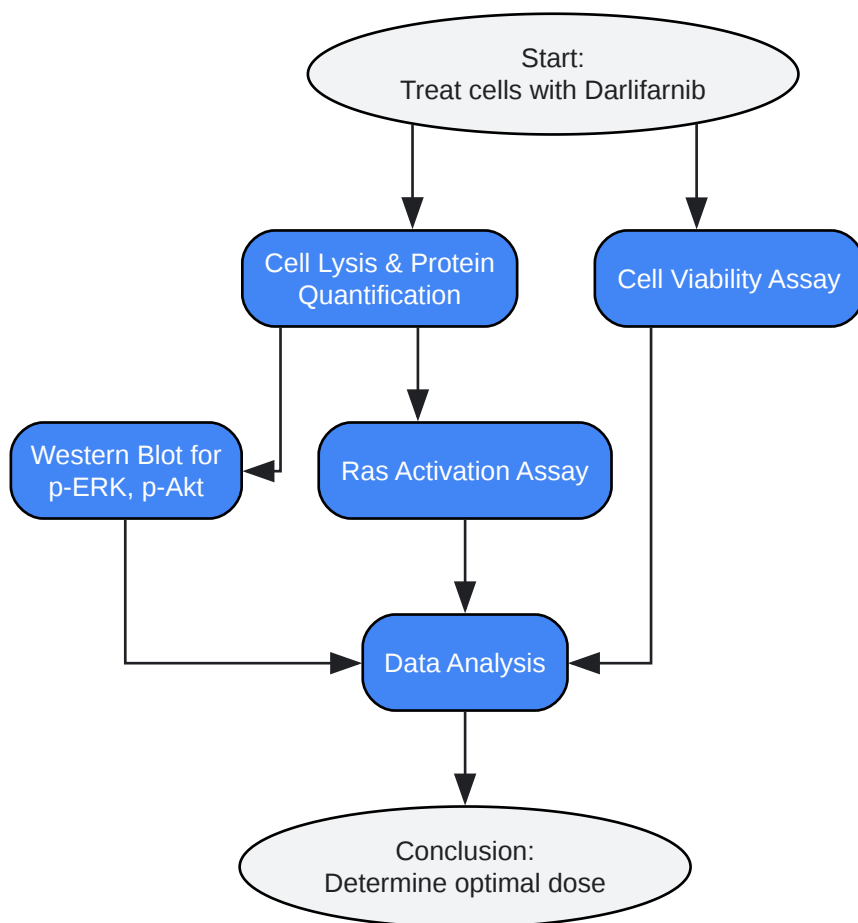 Start:
Treat cells with Darlifarnib
Cell Lysis & Protein
Quantification
Cell Viability Assay
Western Blot for
p-ERK, p-Akt
Ras Activation Assay
Data Analysis
Conclusion:
Determine optimal dose